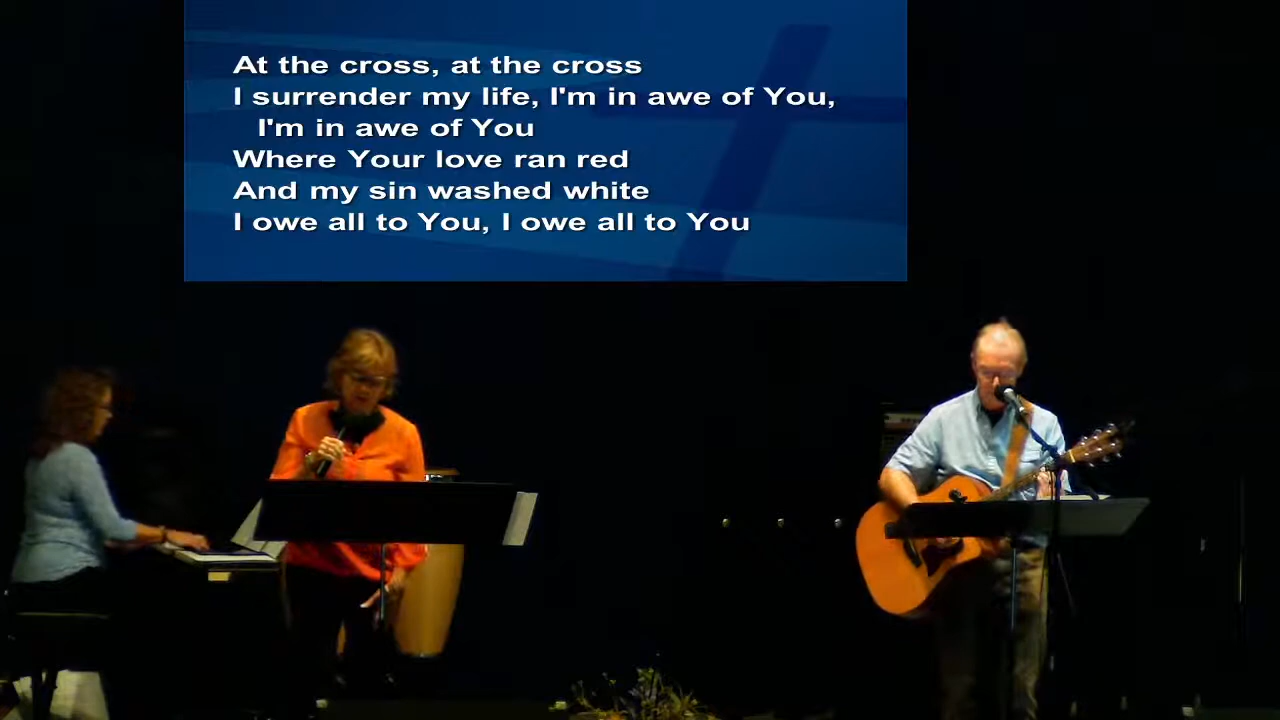 At the cross, at the cross
I surrender my life, I'm in awe of You,
I'm in awe of You
Where Your love ran red
And my sin washed white
I owe all to You, I owe all to You